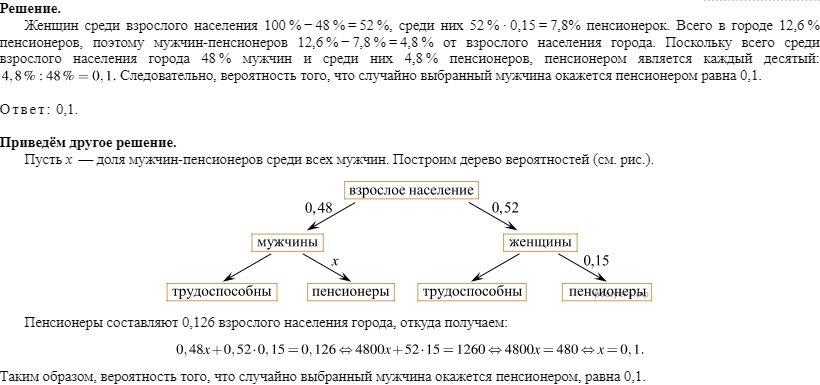 Решение.
Женщин среди взрослого населения 100 % − 48 % = 52 %, среди них 52 % · 0,15 = 7,8% пенсионерок. Всего в городе 12,6 %
пенсионеров, поэтому мужчин-пенсионеров 12,6 % − 7,8 % = 4,8 % от взрослого населения города. Поскольку всего среди
взрослого населения города 48 % мужчин и среди них 4,8 % пенсионеров, пенсионером является каждый десятый:
4,8% : 48 % = 0,1. Следовательно, вероятность того, что случайно выбранный мужчина окажется пенсионером равна 0,1.
Ответ: 0,1.
Приведём другое решение.
Пусть x — доля мужчин-пенсионеров среди всех мужчин. Построим дерево вероятностей (см. рис.).
взрослое население
0,48 0,52
мужчины женщины
x 0,15
трудоспособны пенсионеры трудоспособны пенсионеры
Пенсионеры составляют 0,126 взрослого населения города, откуда получаем:
0,48x + 0,52 · 0,15 = 0,126 ⇔ 4800x + 52 · 15 = 1260 ⇔ 4800x = 480 ⇔ x = 0,1.
Таким образом, вероятность того, что случайно выбранный мужчина окажется пенсионером, равна 0,1.